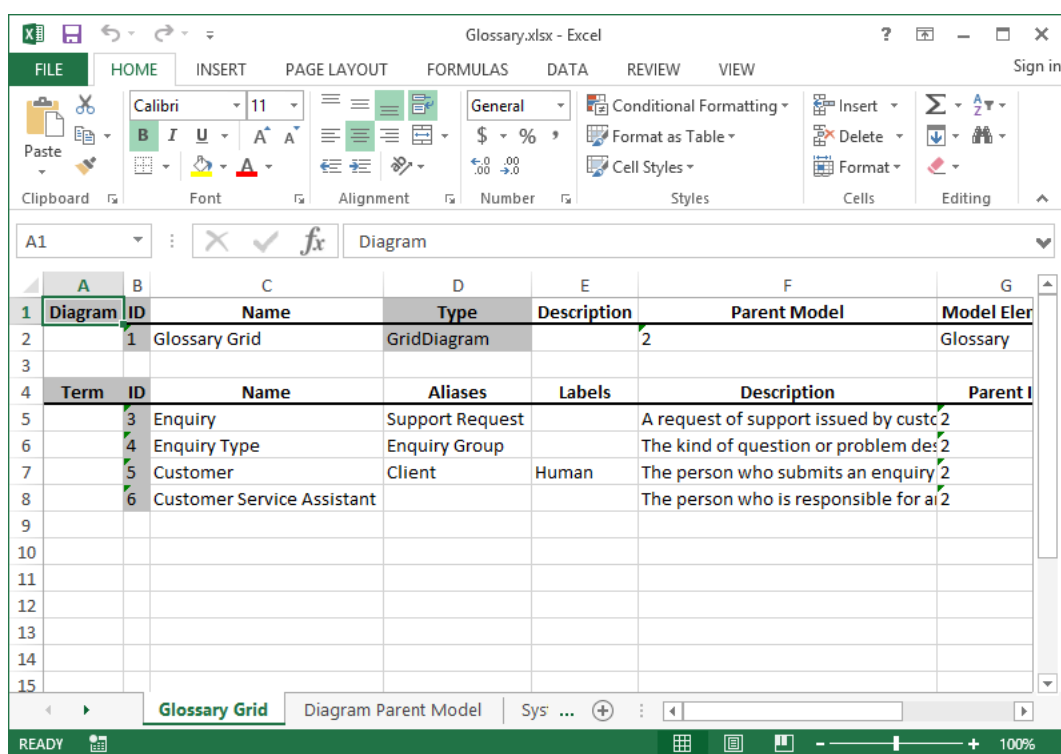 Glossary.xlsx - Excel
FILE HOME INSERT PAGE LAYOUT FORMULAS DATA REVIEW VIEW Sign in
Paste
Calibri 11
B I U A A
General
$ % ,
.00
Conditional Formatting
Format as Table
Cell Styles
Insert
Delete
Format
Clipboard Font Alignment Number Styles Cells Editing
A1 fx Diagram
A B C D E F G
1 Diagram ID Name Type Description Parent Model Model Elem
2 1 Glossary Grid GridDiagram 2 Glossary
3
4 Term ID Name Aliases Labels Description Parent I
5 3 Enquiry Support Request A request of support issued by custo 2
6 4 Enquiry Type Enquiry Group The kind of question or problem des 2
7 5 Customer Client Human The person who submits an enquiry 2
8 6 Customer Service Assistant The person who is responsible for a 2
9
10
11
12
13
14
15
Glossary Grid Diagram Parent Model Sys ...
READY 100%